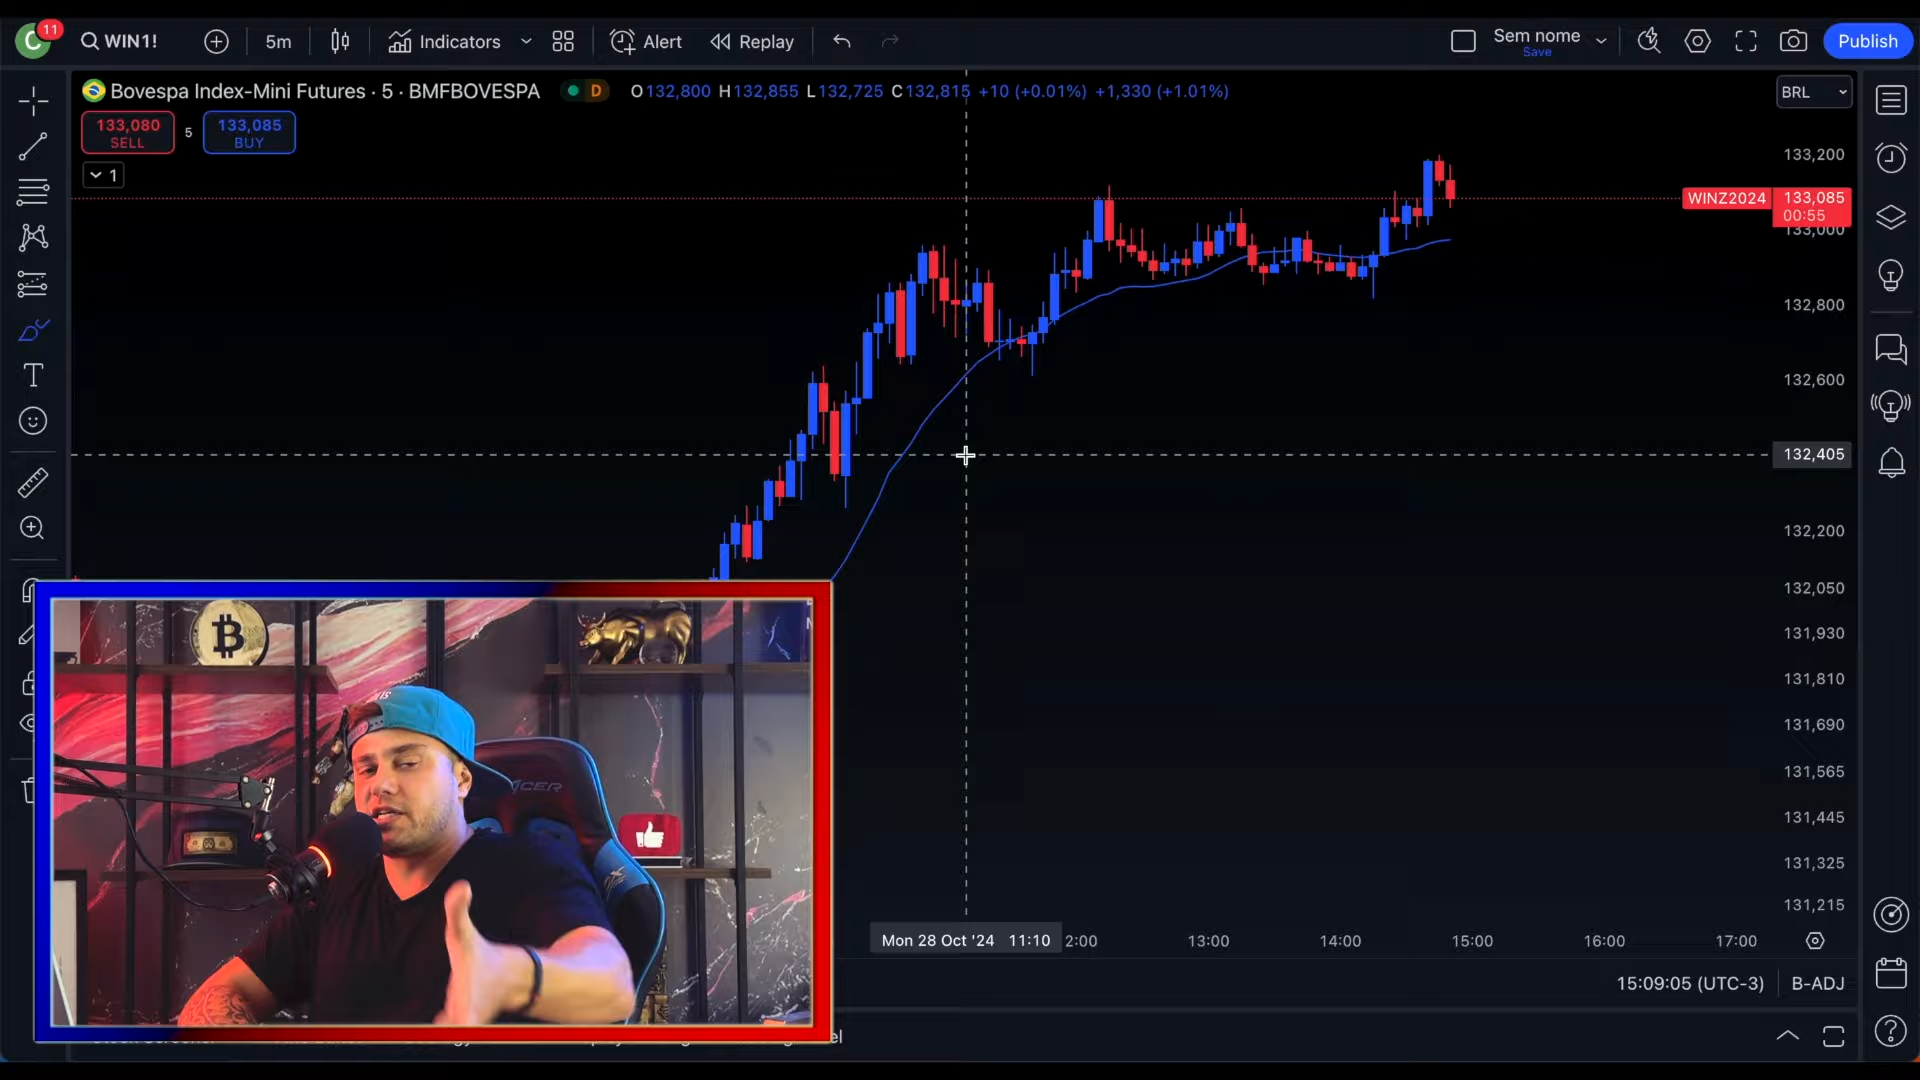 C 11 WIN1! 5m Indicators Alert Replay Sem nome Save Publish
Bovespa Index-Mini Futures · 5 · BMFBOVESPA D O132,800 H132,855 L132,725 C132,815 +10 (+0.01%) +1,330 (+1.01%) BRL
133,080 SELL 5 133,085 BUY
1
133,200
WINZ2024 133,085
00:55
133,000
132,800
132,600
132,405
132,200
132,050
131,930
131,810
131,690
131,565
131,445
131,325
131,215
Mon 28 Oct '24 11:10 2:00 13:00 14:00 15:00 16:00 17:00
15:09:05 (UTC-3) B-ADJ